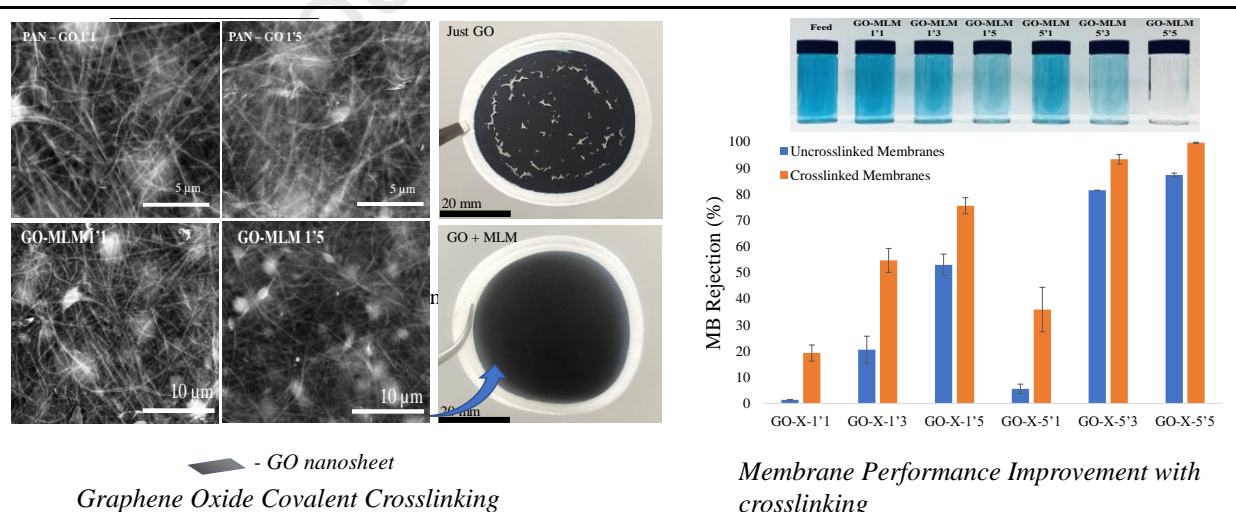 PAN – GO 1'1
5 µm
PAN – GO 1'5
5 µm
Just GO
20 mm
GO-MLM 1'1
10 µm
GO-MLM 1'5
10 µm
GO + MLM
20 mm
- GO nanosheet
Graphene Oxide Covalent Crosslinking
Feed
GO-MLM 1'1
GO-MLM 1'3
GO-MLM 1'5
GO-MLM 5'1
GO-MLM 5'3
GO-MLM 5'5
MB Rejection (%)
100
90
80
70
60
50
40
30
20
10
0
Uncrosslinked Membranes
Crosslinked Membranes
GO-X-1'1 GO-X-1'3 GO-X-1'5 GO-X-5'1 GO-X-5'3 GO-X-5'5
Membrane Performance Improvement with
crosslinking